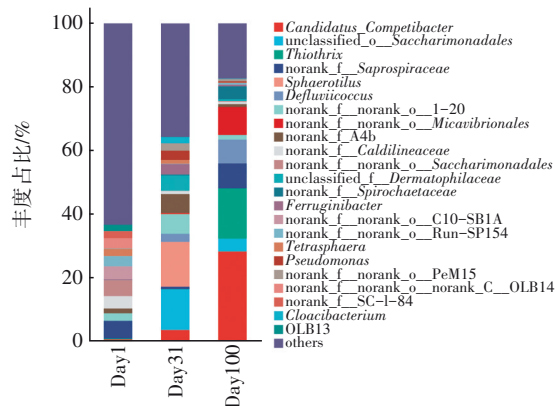 100
80
60
40
20
0
丰度占比/%
Day1
Day31
Day100
Candidatus_Competibacter
unclassified_o__Saccharimonadales
Thiothrix
norank_f__Saprospiraceae
Sphaerotilus
Defluviicoccus
norank_f__norank_o__1-20
norank_f__norank_o__Micavibrionales
norank_f_A4b
norank_f__Caldilineaceae
norank_f__norank_o__Saccharimonadales
unclassified_f__Dermatophilaceae
norank_f__Spirochaetaceae
Ferruginibacter
norank_f__norank_o__C10-SB1A
norank_f__norank_o__Run-SP154
Tetrasphaera
Pseudomonas
norank_f__norank_o__PeM15
norank_f__norank_o__norank_C__OLB14
norank_f__SC-l-84
Cloacibacterium
OLB13
others